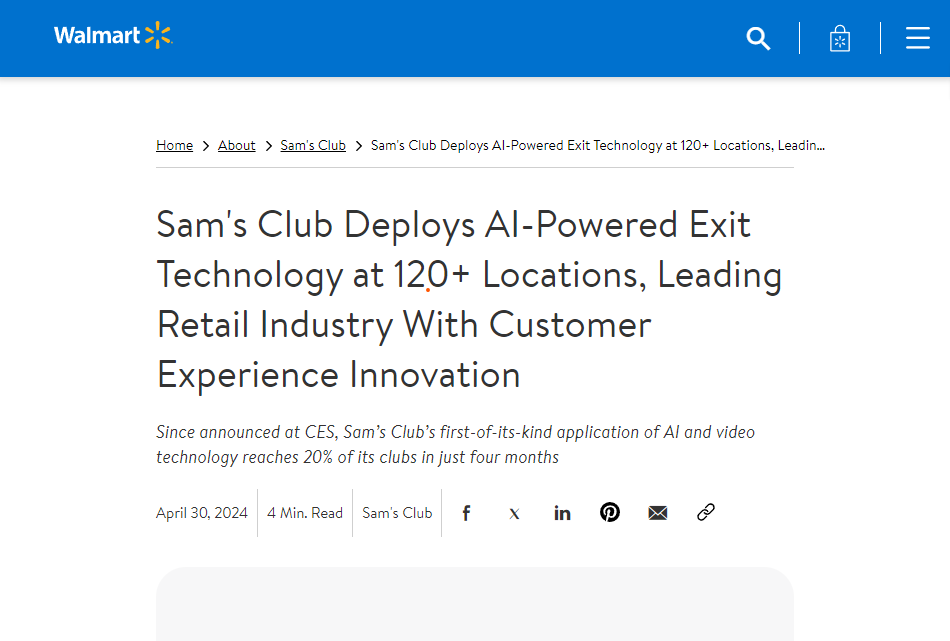 Walmart
Home > About > Sam's Club > Sam's Club Deploys AI-Powered Exit Technology at 120+ Locations, Leadin...
Sam's Club Deploys AI-Powered Exit
Technology at 120+ Locations, Leading
Retail Industry With Customer
Experience Innovation
Since announced at CES, Sam’s Club’s first-of-its-kind application of AI and video
technology reaches 20% of its clubs in just four months
April 30, 2024 4 Min. Read Sam's Club